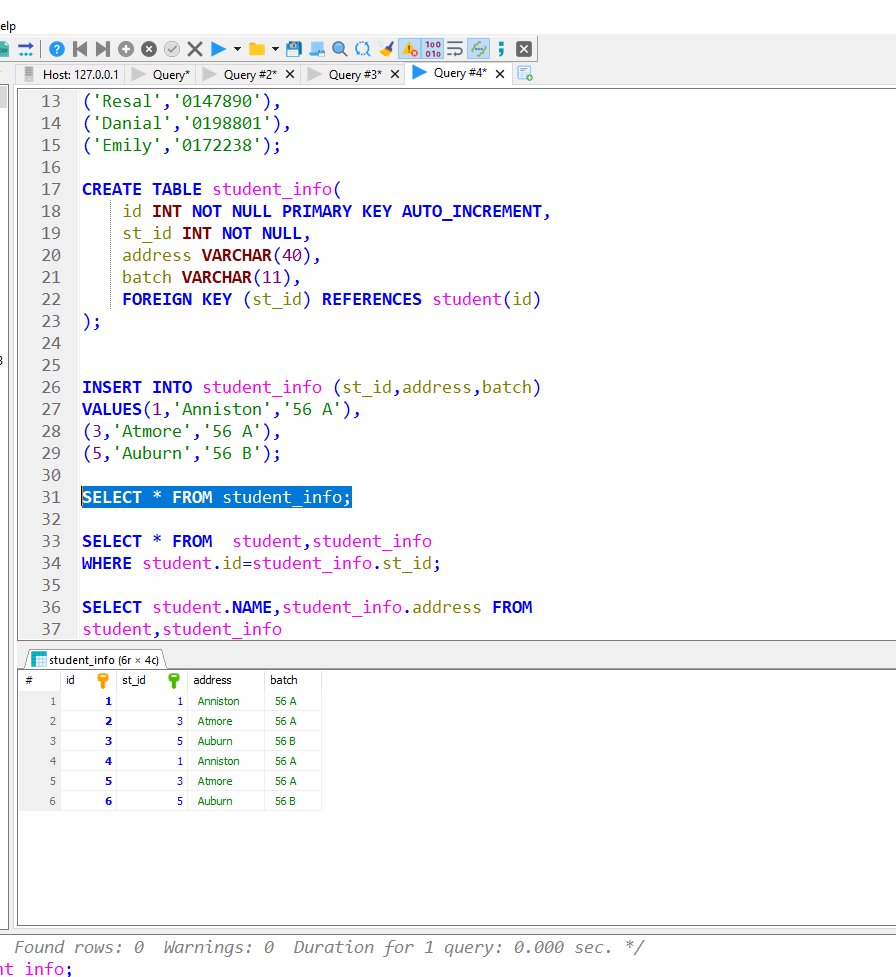 elp
Host: 127.0.0.1 Query* Query #2* Query #3* Query #4*
13 ('Resal','0147890'),
14 ('Danial','0198801'),
15 ('Emily','0172238');
16
17 CREATE TABLE student_info(
18 id INT NOT NULL PRIMARY KEY AUTO_INCREMENT,
19 st_id INT NOT NULL,
20 address VARCHAR(40),
21 batch VARCHAR(11),
22 FOREIGN KEY (st_id) REFERENCES student(id)
23 );
24
25
26 INSERT INTO student_info (st_id,address,batch)
27 VALUES(1,'Anniston','56 A'),
28 (3,'Atmore','56 A'),
29 (5,'Auburn','56 B');
30
31 SELECT * FROM student_info;
32
33 SELECT * FROM  student,student_info
34 WHERE student.id=student_info.st_id;
35
36 SELECT student.NAME,student_info.address FROM
37 student,student_info
student_info (6r × 4c)
# id st_id address batch
1 1 1 Anniston 56 A
2 2 3 Atmore 56 A
3 3 5 Auburn 56 B
4 4 1 Anniston 56 A
5 5 3 Atmore 56 A
6 6 5 Auburn 56 B
Found rows: 0  Warnings: 0  Duration for 1 query: 0.000 sec. */
nt_info;